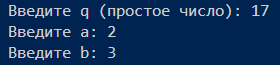 Введите q (простое число): 17
Введите a: 2
Введите b: 3